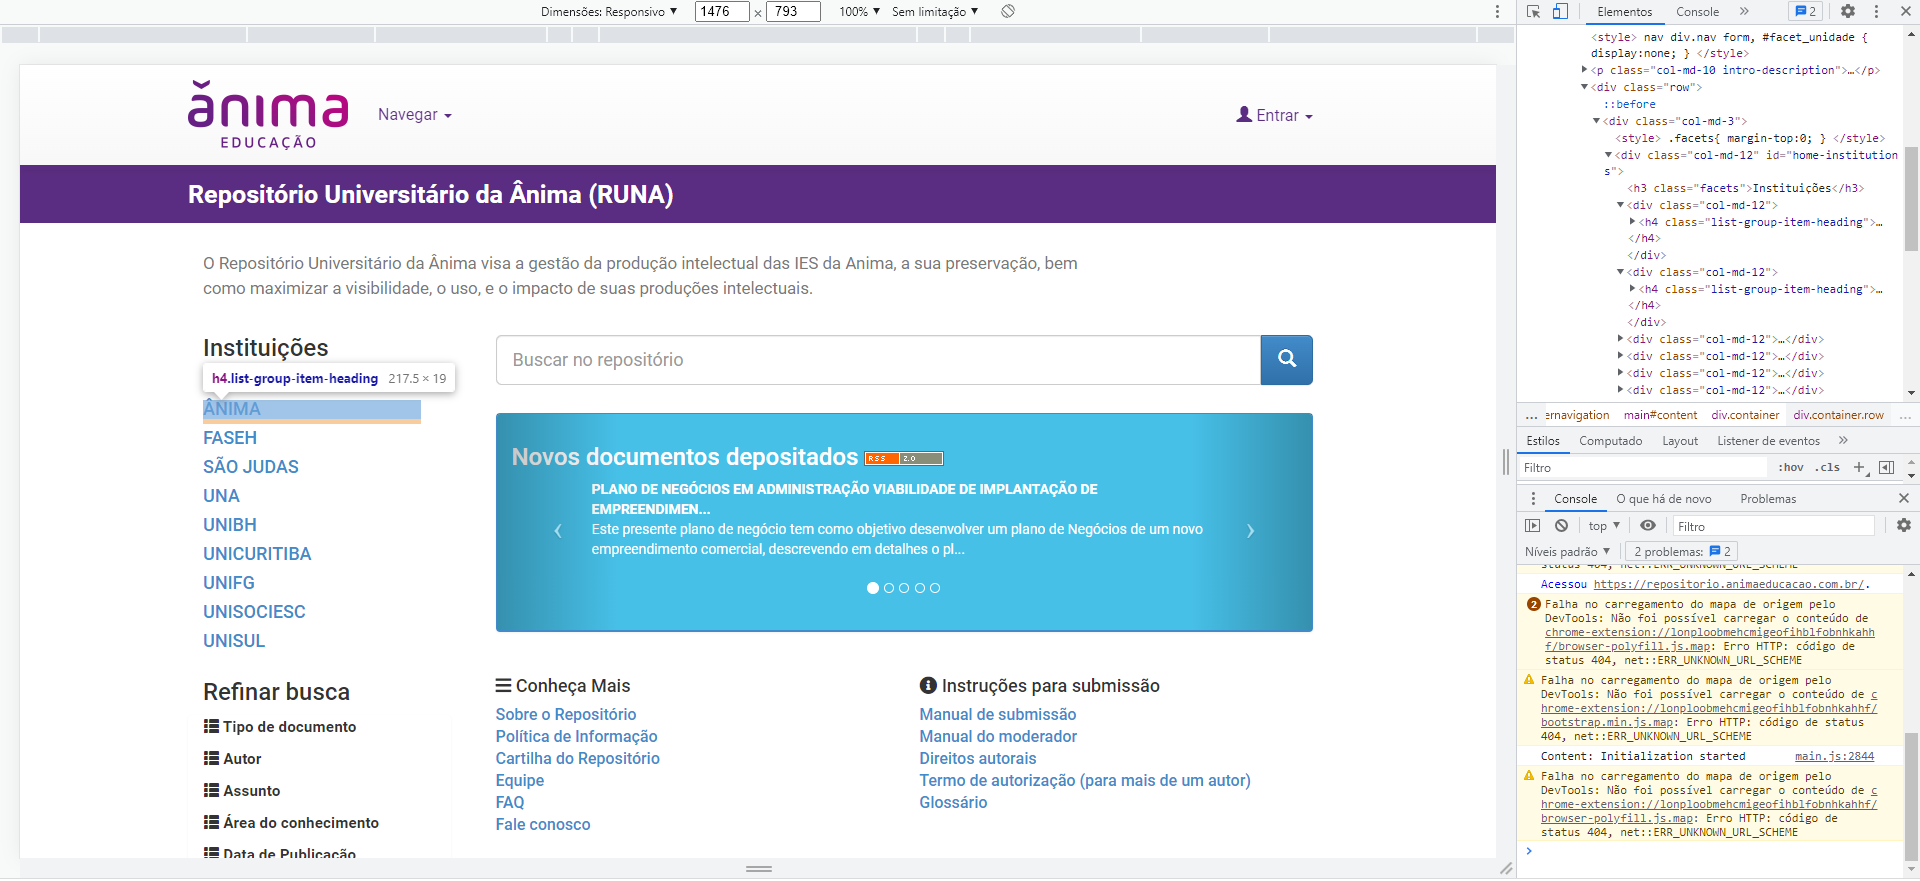 Dimensões: Responsivo ▼ 1476 × 793 100% ▼ Sem limitação ▼
ănima
EDUCAÇÃO
Navegar
Entrar
Repositório Universitário da Ânima (RUNA)
O Repositório Universitário da Ânima visa a gestão da produção intelectual das IES da Anima, a sua preservação, bem
como maximizar a visibilidade, o uso, e o impacto de suas produções intelectuais.
Instituições
h4.list-group-item-heading 217.5 × 19
ÂNIMA
FASEH
SÃO JUDAS
UNA
UNIBH
UNICURITIBA
UNIFG
UNISOCIESC
UNISUL
Refinar busca
Tipo de documento
Autor
Assunto
Área do conhecimento
Data de Publicação
Buscar no repositório
Novos documentos depositados RSS 2.0
PLANO DE NEGÓCIOS EM ADMINISTRAÇÃO VIABILIDADE DE IMPLANTAÇÃO DE
EMPREENDIMEN...
Este presente plano de negócio tem como objetivo desenvolver um plano de Negócios de um novo
empreendimento comercial, descrevendo em detalhes o pl...
‹ ›
Conheça Mais
Sobre o Repositório
Política de Informação
Cartilha do Repositório
Equipe
FAQ
Fale conosco
Instruções para submissão
Manual de submissão
Manual do moderador
Direitos autorais
Termo de autorização (para mais de um autor)
Glossário
Elementos Console » 2
<style> nav div.nav form, #facet_unidade {
display:none; } </style>
<p class="col-md-10 intro-description">…</p>
<div class="row">
::before
<div class="col-md-3">
<style> .facets{ margin-top:0; } </style>
<div class="col-md-12" id="home-institution
s">
<h3 class="facets">Instituições</h3>
<div class="col-md-12">
<h4 class="list-group-item-heading">…
</h4>
</div>
<div class="col-md-12">
<h4 class="list-group-item-heading">…
</h4>
</div>
<div class="col-md-12">…</div>
<div class="col-md-12">…</div>
<div class="col-md-12">…</div>
<div class="col-md-12">…</div>
... ernavigation main#content div.container div.container.row ...
Estilos Computado Layout Listener de eventos »
Filtro :hov .cls +
Console O que há de novo Problemas
top ▼ Filtro
Níveis padrão ▼ 2 problemas: 2
status 404, net::ERR_UNKNOWN_URL_SCHEME
Acessou https://repositorio.animaeducacao.com.br/.
2 Falha no carregamento do mapa de origem pelo
DevTools: Não foi possível carregar o conteúdo de
chrome-extension://lonploobmehcmigeofihblfobnhkahh
f/browser-polyfill.js.map: Erro HTTP: código de
status 404, net::ERR_UNKNOWN_URL_SCHEME
Falha no carregamento do mapa de origem pelo
DevTools: Não foi possível carregar o conteúdo de c
hrome-extension://lonploobmehcmigeofihblfobnhkahhf/
bootstrap.min.js.map: Erro HTTP: código de status
404, net::ERR_UNKNOWN_URL_SCHEME
Content: Initialization started main.js:2844
Falha no carregamento do mapa de origem pelo
DevTools: Não foi possível carregar o conteúdo de c
hrome-extension://lonploobmehcmigeofihblfobnhkahhf/
browser-polyfill.js.map: Erro HTTP: código de
status 404, net::ERR_UNKNOWN_URL_SCHEME